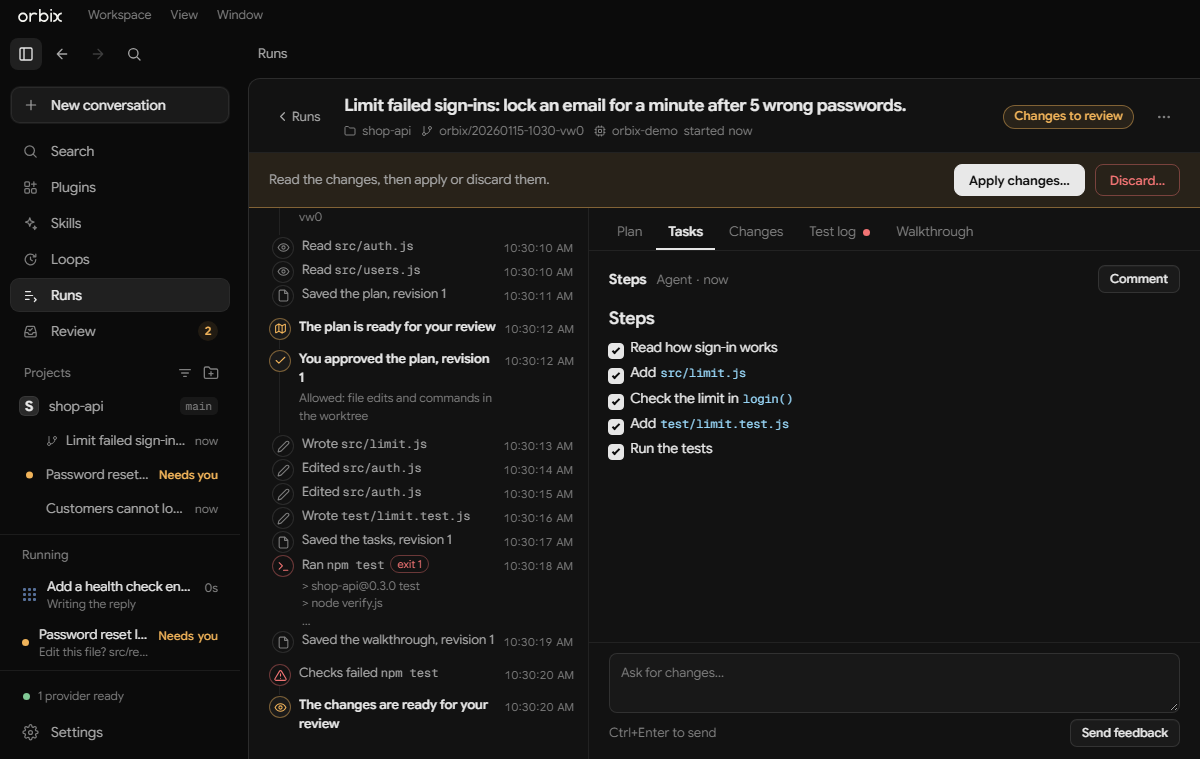 orbix Workspace View Window
Runs
New conversation
Search
Plugins
Skills
Loops
Runs
Review 2
Projects
S shop-api main
Limit failed sign-in... now
Password reset... Needs you
Customers cannot lo... now
Running
Add a health check en... 0s
Writing the reply
Password reset l... Needs you
Edit this file? src/re...
1 provider ready
Settings
Runs
Limit failed sign-ins: lock an email for a minute after 5 wrong passwords.
shop-api orbix/20260115-1030-vw0 orbix-demo started now
Changes to review
Read the changes, then apply or discard them.
Apply changes...
Discard...
vw0
Read src/auth.js 10:30:10 AM
Read src/users.js 10:30:10 AM
Saved the plan, revision 1 10:30:11 AM
The plan is ready for your review 10:30:12 AM
You approved the plan, revision 10:30:12 AM
1
Allowed: file edits and commands in
the worktree
Wrote src/limit.js 10:30:13 AM
Edited src/auth.js 10:30:14 AM
Edited src/auth.js 10:30:15 AM
Wrote test/limit.test.js 10:30:16 AM
Saved the tasks, revision 1 10:30:17 AM
Ran npm test exit 1 10:30:18 AM
> shop-api@0.3.0 test
> node verify.js
...
Saved the walkthrough, revision 1 10:30:19 AM
Checks failed npm test 10:30:20 AM
The changes are ready for your 10:30:20 AM
review
Plan Tasks Changes Test log Walkthrough
Steps Agent · now
Comment
Steps
Read how sign-in works
Add src/limit.js
Check the limit in login()
Add test/limit.test.js
Run the tests
Ask for changes...
Ctrl+Enter to send
Send feedback